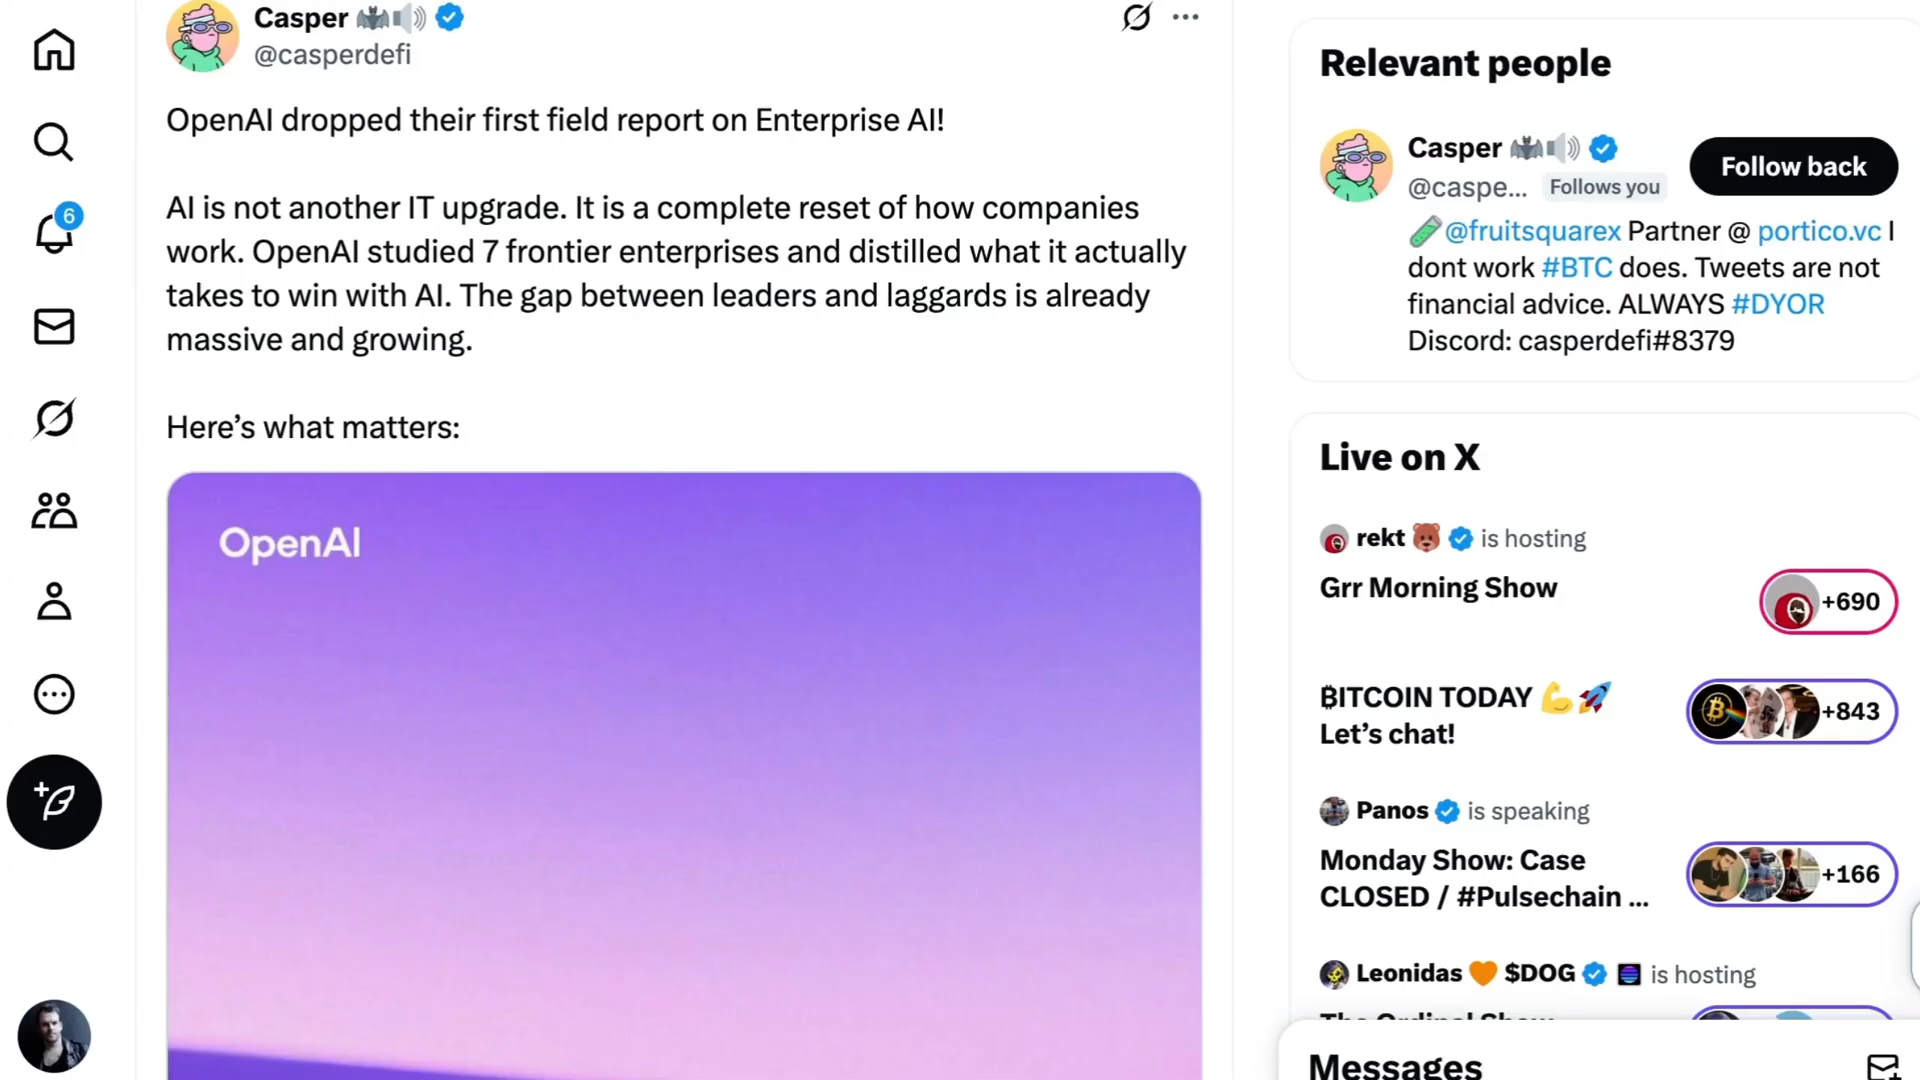 Casper
@casperdefi
OpenAI dropped their first field report on Enterprise AI!
AI is not another IT upgrade. It is a complete reset of how companies
work. OpenAI studied 7 frontier enterprises and distilled what it actually
takes to win with AI. The gap between leaders and laggards is already
massive and growing.
Here’s what matters:
OpenAI
6
Relevant people
Casper
@caspe... Follows you
Follow back
@fruitsquarex Partner @ portico.vc I
dont work #BTC does. Tweets are not
financial advice. ALWAYS #DYOR
Discord: casperdefi#8379
Live on X
rekt is hosting
Grr Morning Show
+690
₿ITCOIN TODAY
Let’s chat!
+843
Panos is speaking
Monday Show: Case
CLOSED / #Pulsechain ...
+166
Leonidas $DOG is hosting
The Ordinal Show
Messages